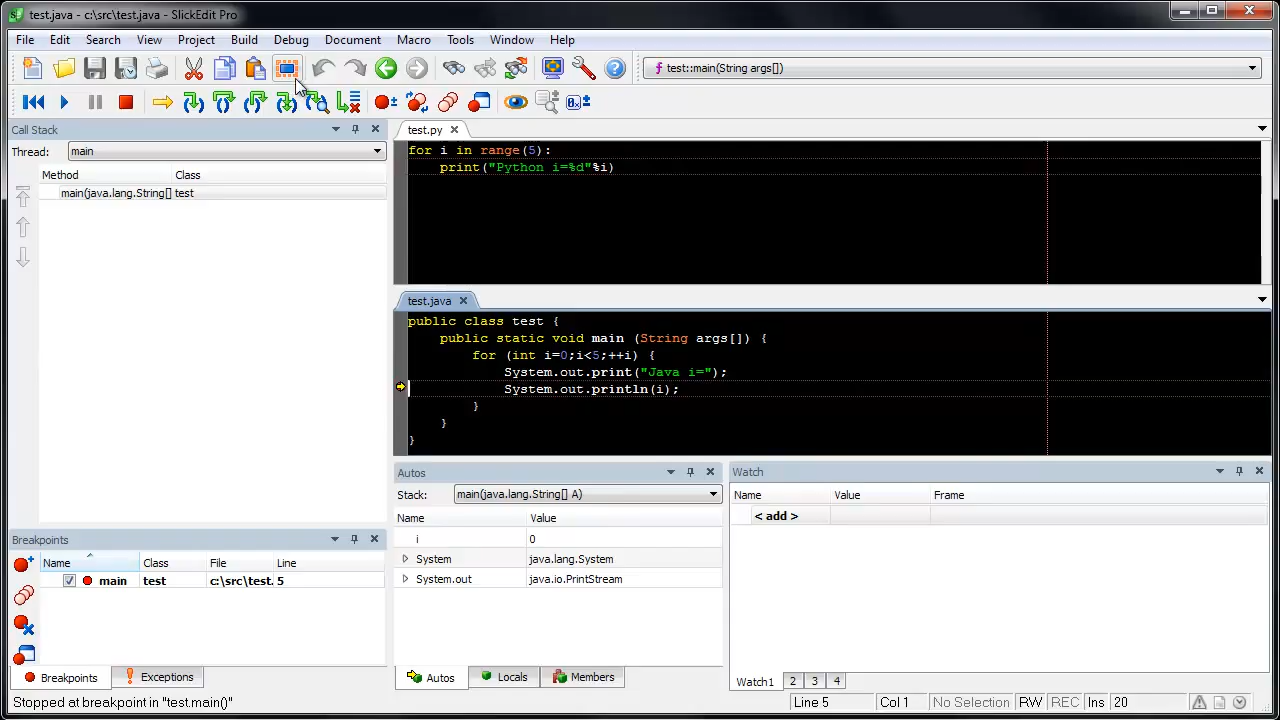 test.java - c:\src\test.java - SlickEdit Pro
File Edit Search View Project Build Debug Document Macro Tools Window Help
test::main(String args[])
Call Stack
Thread: main
Method Class
main(java.lang.String[] test
test.py
for i in range(5):
print("Python i=%d"%i)
test.java
public class test {
public static void main (String args[]) {
for (int i=0;i<5;++i) {
System.out.print("Java i=");
System.out.println(i);
}
}
}
Breakpoints
Name Class File Line
main test c:\src\test. 5
Breakpoints Exceptions
Autos
Stack: main(java.lang.String[] A)
Name Value
i 0
System java.lang.System
System.out java.io.PrintStream
Autos Locals Members
Watch
Name Value Frame
< add >
Watch1 2 3 4
Stopped at breakpoint in "test.main()"
Line 5 Col 1 No Selection RW REC Ins 20